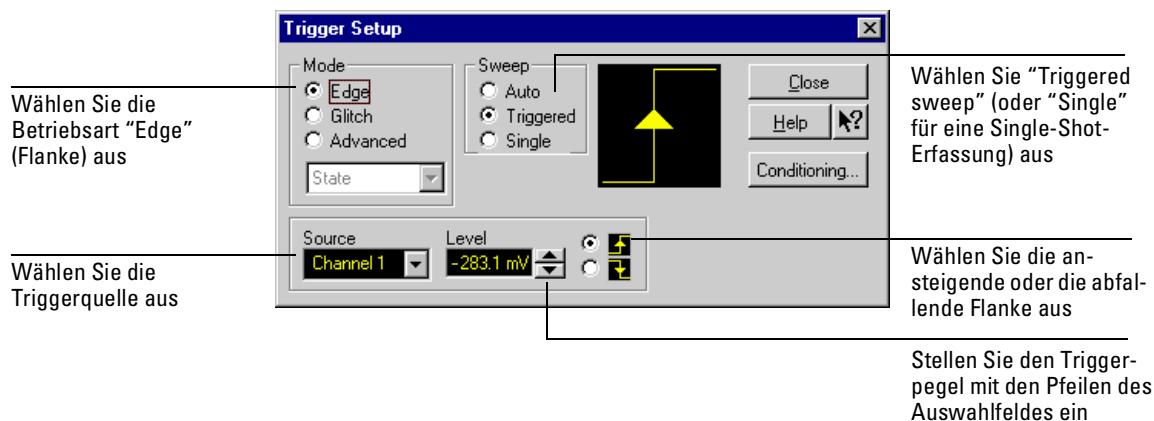 Trigger Setup
Mode
Edge
Glitch
Advanced
State
Sweep
Auto
Triggered
Single
Close
Help
Conditioning...
Source
Channel 1
Level
-283.1 mV
Wählen Sie die
Betriebsart “Edge”
(Flanke) aus
Wählen Sie die
Triggerquelle aus
Wählen Sie “Triggered
sweep” (oder “Single”
für eine Single-Shot-
Erfassung) aus
Wählen Sie die an-
steigende oder die abfal-
lende Flanke aus
Stellen Sie den Trigger-
pegel mit den Pfeilen des
Auswahlfeldes ein